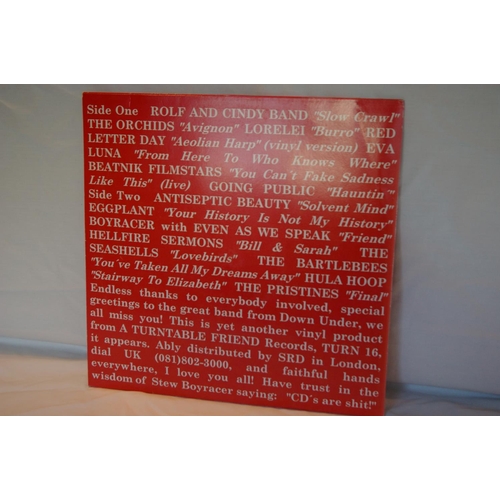 Side One ROLF AND CINDY BAND "Slow Crawl"
THE ORCHIDS "Avignon" LORELEI "Burro" RED
LETTER DAY "Aeolian Harp" (vinyl version) EVA
LUNA "From Here To Who Knows Where"
BEATNIK FILMSTARS "You Can't Fake Sadness
Like This" (live) GOING PUBLIC "Hauntin'"
Side Two ANTISEPTIC BEAUTY "Solvent Mind"
EGGPLANT "Your History Is Not My History"
BOYRACER with EVEN AS WE SPEAK "Friend"
HELLFIRE SERMONS "Bill & Sarah" THE
SEASHELLS "Lovebirds" THE BARTLEBEES
"You've Taken All My Dreams Away" HULA HOOP
"Stairway To Elizabeth" THE PRISTINES "Final"
Endless thanks to everybody involved, special
greetings to the great band from Down Under, we
all miss you! This is yet another vinyl product
from A TURNTABLE FRIEND Records, TURN 16,
it appears. Ably distributed by SRD in London,
dial UK (081)802-3000, and faithful hands
everywhere, I love you all! Have trust in the
wisdom of Stew Boyracer saying: "CD's are shit!"